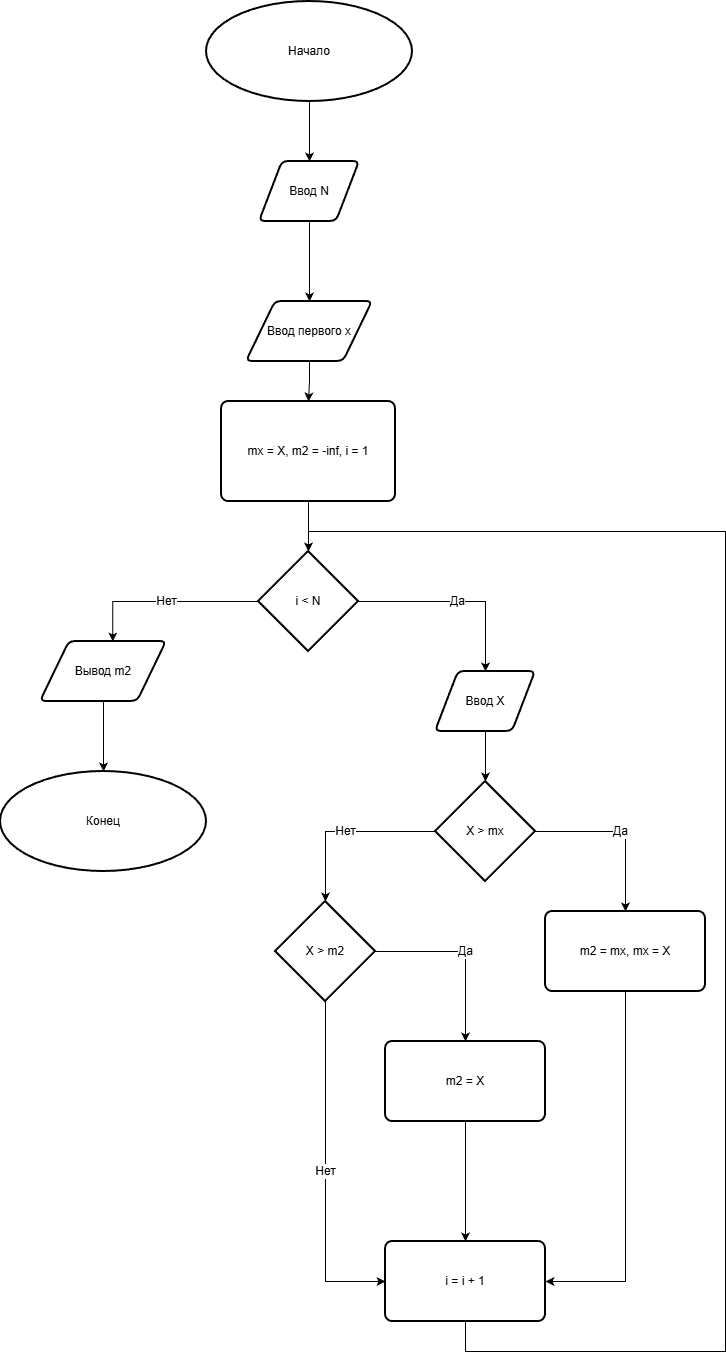 Начало
Ввод N
Ввод первого x
mx = X, m2 = -inf, i = 1
i < N
Нет
Да
Вывод m2
Ввод X
Конец
X > mx
Нет
Да
X > m2
Да
m2 = mx, mx = X
m2 = X
Нет
i = i + 1